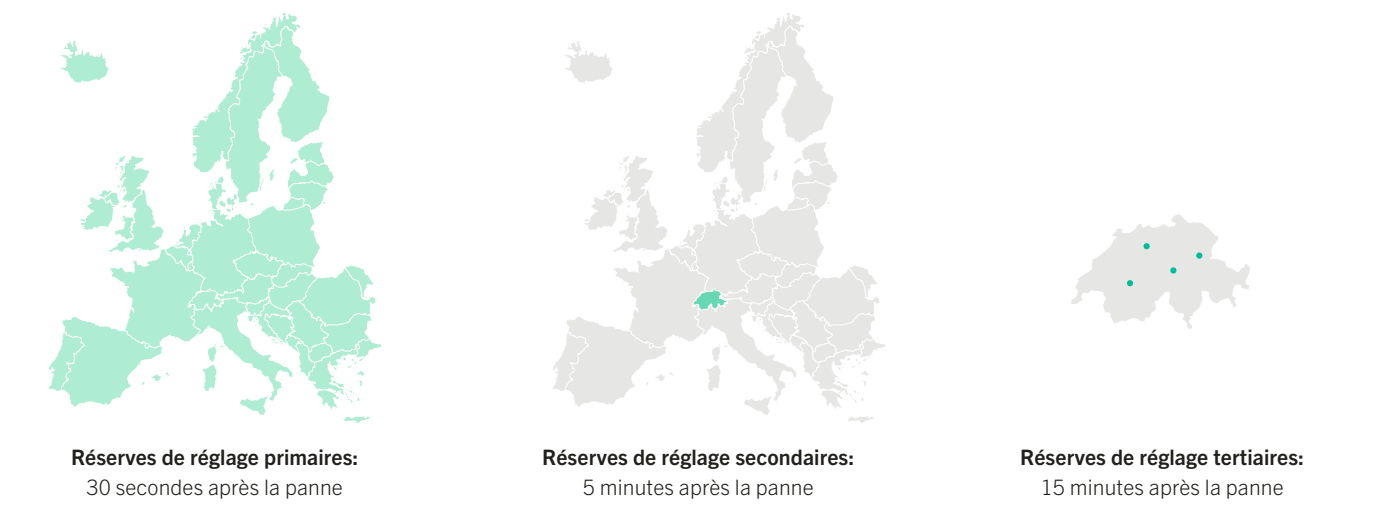 Réserves de réglage primaires:
30 secondes après la panne
Réserves de réglage secondaires:
5 minutes après la panne
Réserves de réglage tertiaires:
15 minutes après la panne